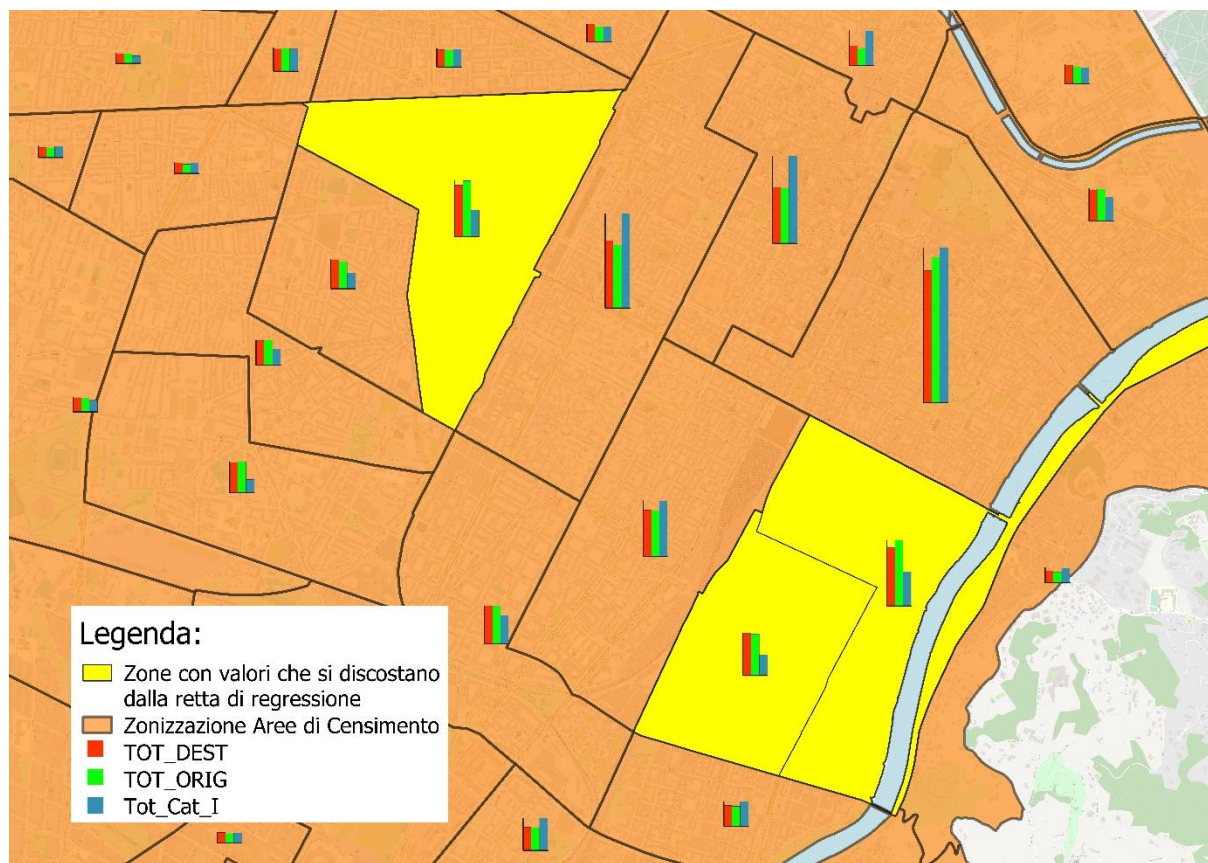 Legenda:
Zone con valori che si discostano
dalla retta di regressione
Zonizzazione Aree di Censimento
TOT_DEST
TOT_ORIG
Tot_Cat_I